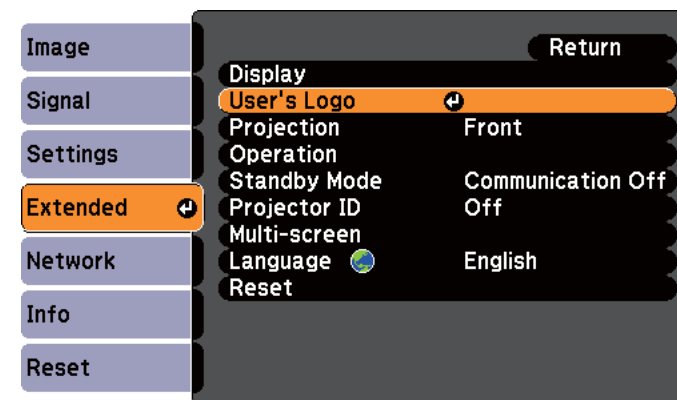 Image
Signal
Settings
Extended
Network
Info
Reset
Return
Display
User's Logo
Projection Front
Operation
Standby Mode Communication Off
Projector ID Off
Multi-screen
Language English
Reset